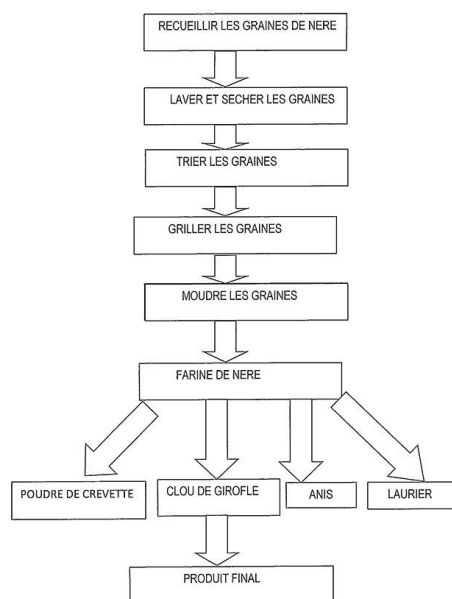 RECUEILLIR LES GRAINES DE NERE
LAVER ET SECHER LES GRAINES
TRIER LES GRAINES
GRILLER LES GRAINES
MOUDRE LES GRAINES
FARINE DE NERE
POUDRE DE CREVETTE
CLOU DE GIROFLE
ANIS
LAURIER
PRODUIT FINAL